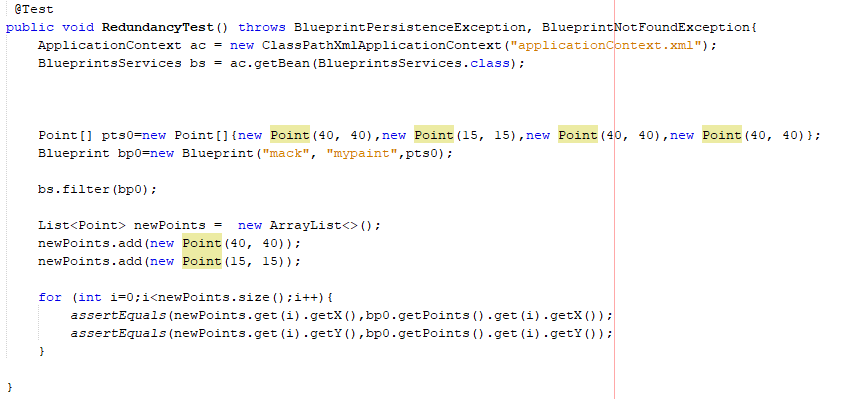 @Test
public void RedundancyTest() throws BlueprintPersistenceException, BlueprintNotFoundException{
ApplicationContext ac = new ClassPathXmlApplicationContext("applicationContext.xml");
BlueprintsServices bs = ac.getBean(BlueprintsServices.class);
Point[] pts0=new Point[]{new Point(40, 40),new Point(15, 15),new Point(40, 40),new Point(40, 40)};
Blueprint bp0=new Blueprint("mack", "mypaint",pts0);
bs.filter(bp0);
List<Point> newPoints =  new ArrayList<>();
newPoints.add(new Point(40, 40));
newPoints.add(new Point(15, 15));
for (int i=0;i<newPoints.size();i++){
assertEquals(newPoints.get(i).getX(),bp0.getPoints().get(i).getX());
assertEquals(newPoints.get(i).getY(),bp0.getPoints().get(i).getY());
}
}